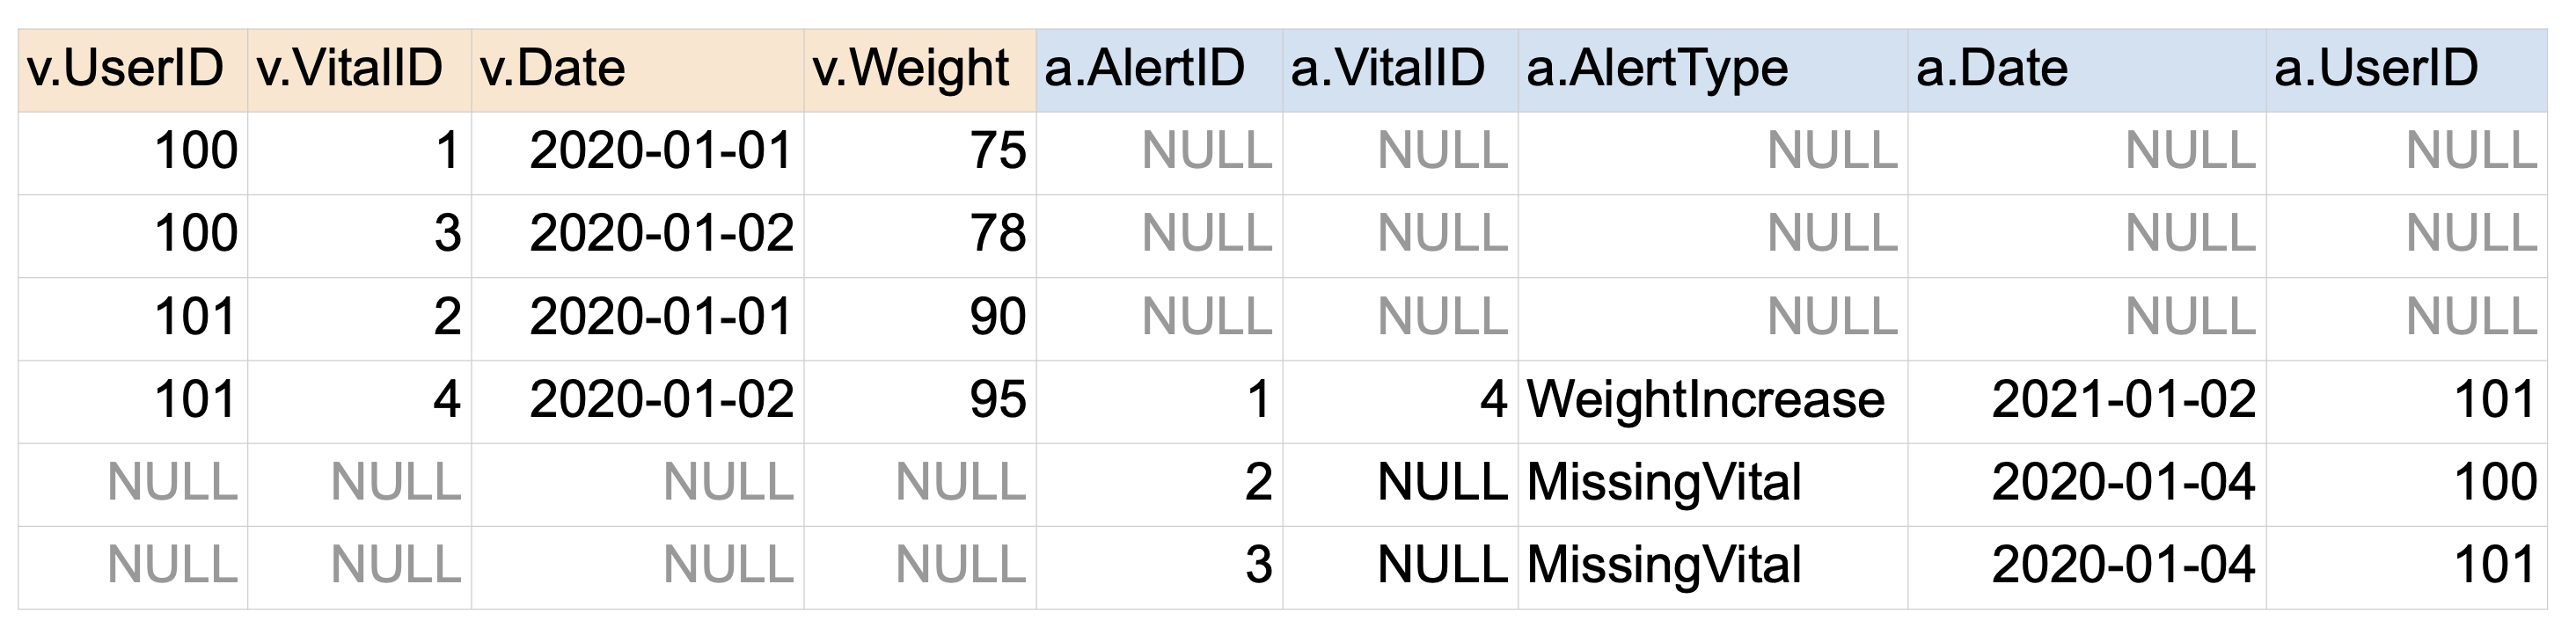 v.UserID v.VitalID v.Date v.Weight a.AlertID a.VitalID a.AlertType a.Date a.UserID
100 1 2020-01-01 75 NULL NULL NULL NULL NULL
100 3 2020-01-02 78 NULL NULL NULL NULL NULL
101 2 2020-01-01 90 NULL NULL NULL NULL NULL
101 4 2020-01-02 95 1 4 WeightIncrease 2021-01-02 101
NULL NULL NULL NULL 2 NULL MissingVital 2020-01-04 100
NULL NULL NULL NULL 3 NULL MissingVital 2020-01-04 101